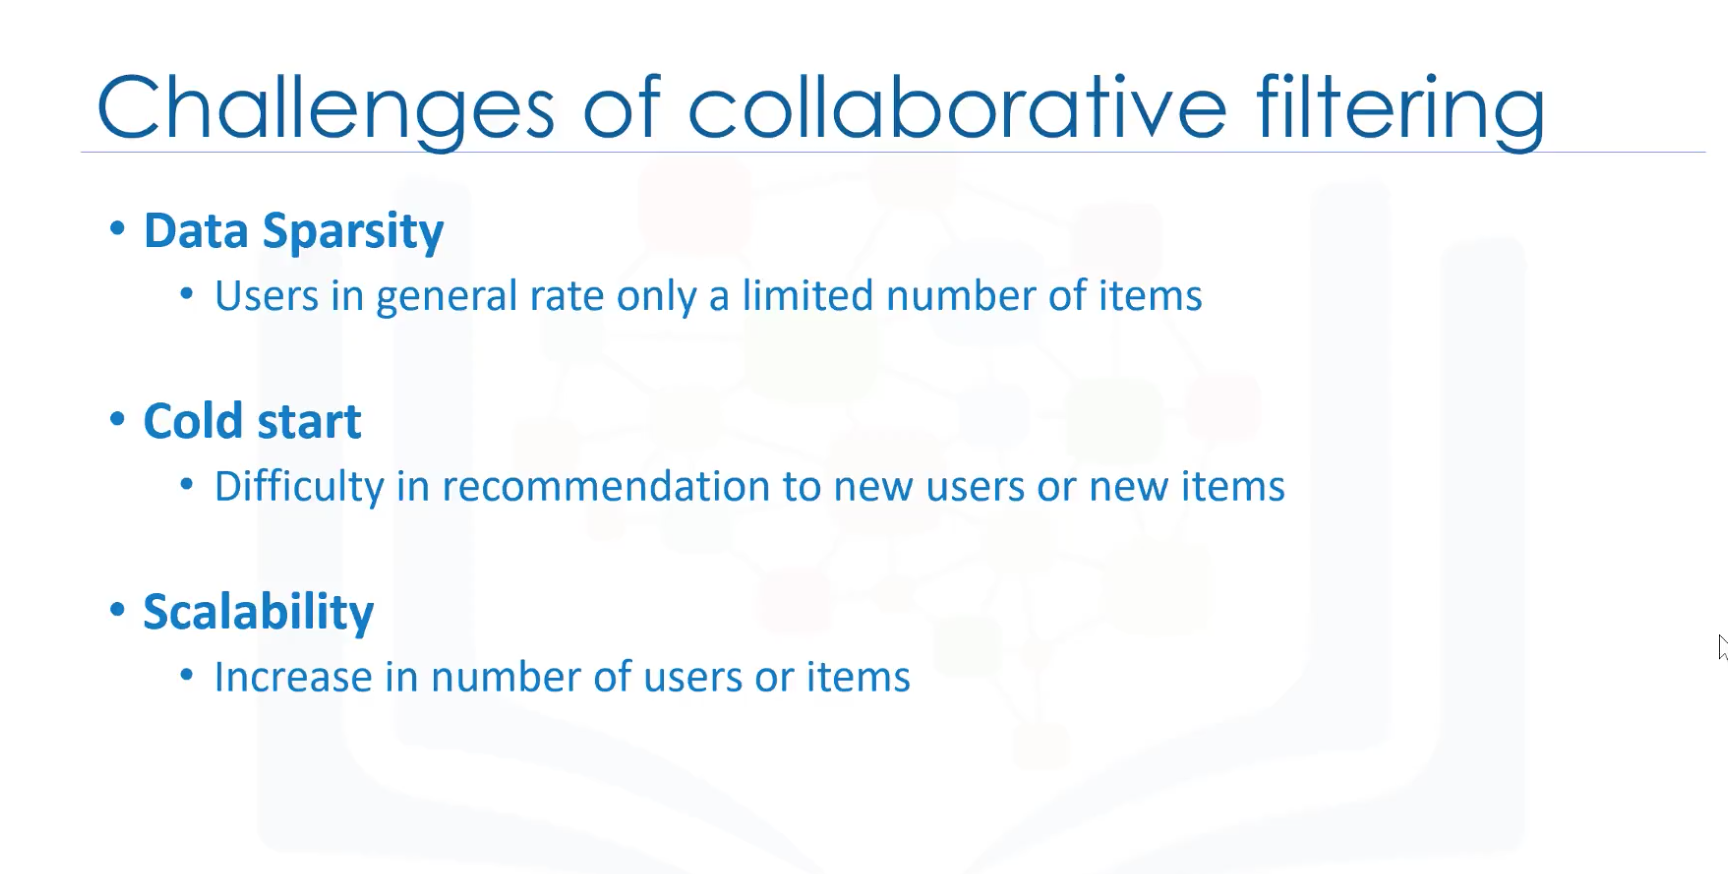 Challenges of collaborative filtering
• Data Sparsity
• Users in general rate only a limited number of items
• Cold start
• Difficulty in recommendation to new users or new items
• Scalability
• Increase in number of users or items